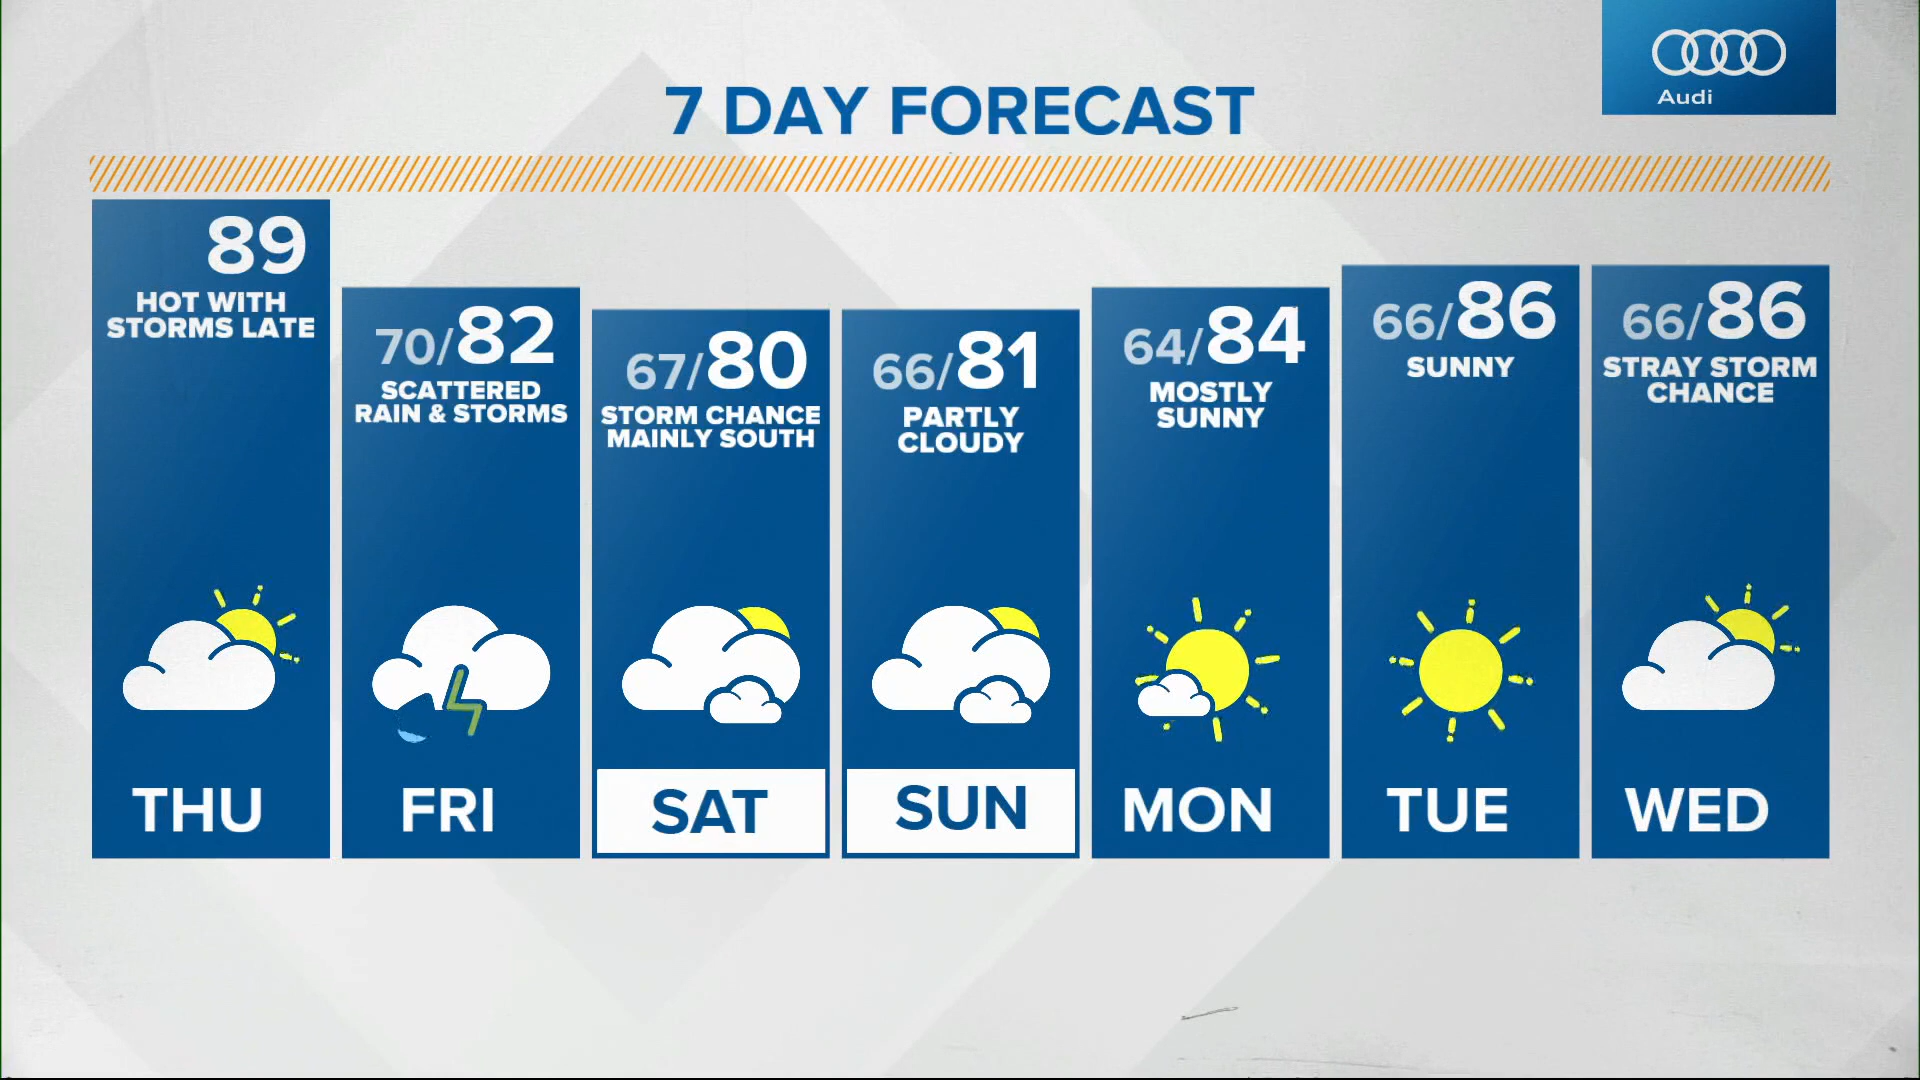 Audi
7 DAY FORECAST
89
HOT WITH
STORMS LATE
THU
70/82
SCATTERED
RAIN & STORMS
FRI
67/80
STORM CHANCE
MAINLY SOUTH
SAT
66/81
PARTLY
CLOUDY
SUN
64/84
MOSTLY
SUNNY
MON
66/86
SUNNY
TUE
66/86
STRAY STORM
CHANCE
WED